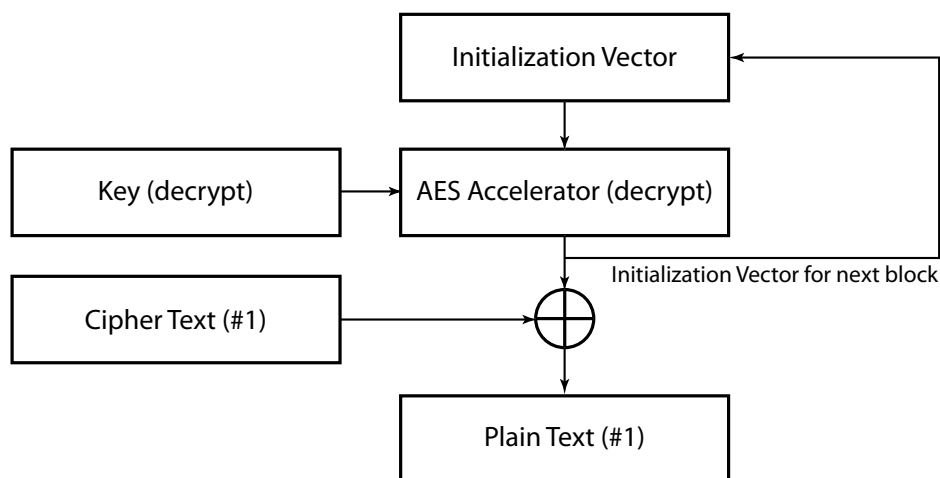 Initialization Vector
Key (decrypt)
AES Accelerator (decrypt)
Initialization Vector for next block
Cipher Text (#1)
Plain Text (#1)